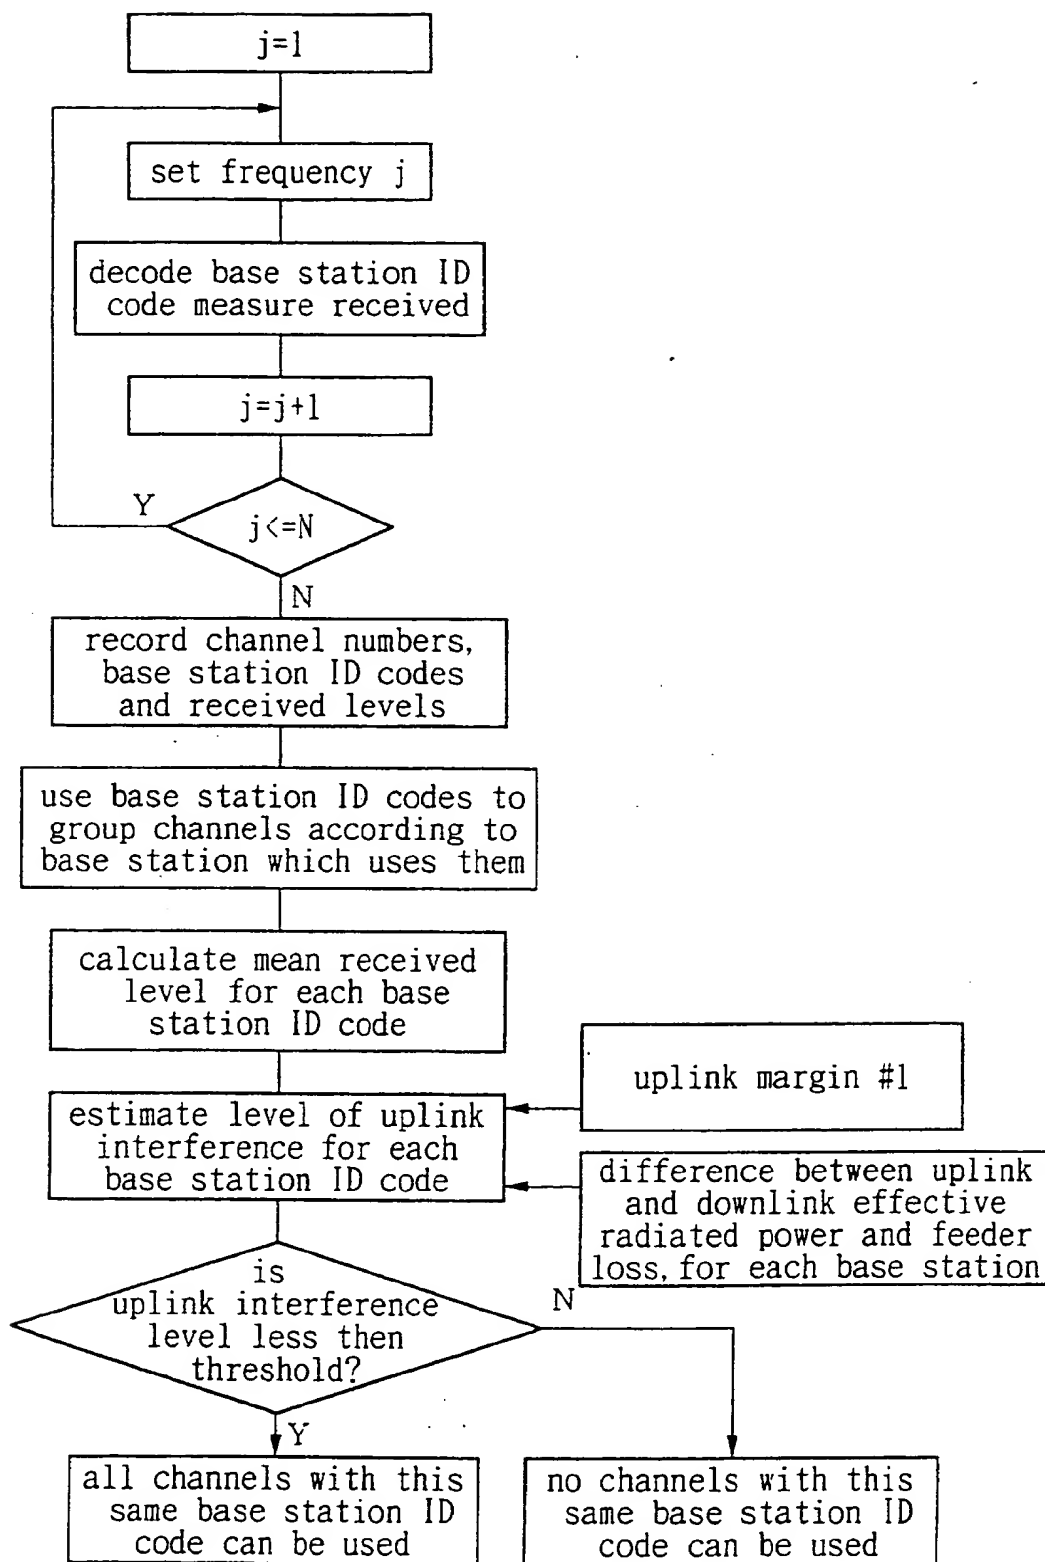 j=1
set frequency j
decode base station ID
code measure received
j=j+1
Y
j<=N
N
record channel numbers,
base station ID codes
and received levels
use base station ID codes to
group channels according to
base station which uses them
calculate mean received
level for each base
station ID code
uplink margin #1
estimate level of uplink
interference for each
base station ID code
difference between uplink
and downlink effective
radiated power and feeder
loss, for each base station
is
uplink interference
level less then
threshold?
N
Y
all channels with this
same base station ID
code can be used
no channels with this
same base station ID
code can be used